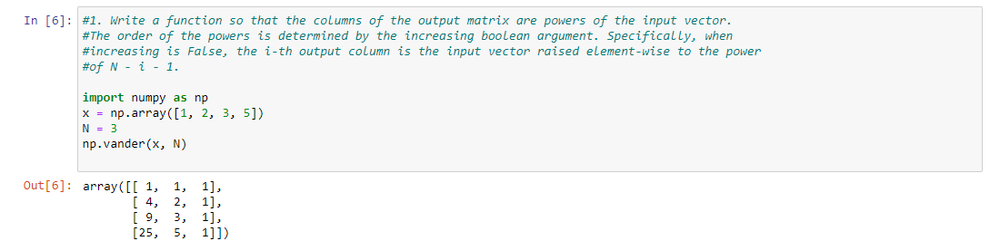 In [6]: #1. Write a function so that the columns of the output matrix are powers of the input vector.
#The order of the powers is determined by the increasing boolean argument. Specifically, when
#increasing is False, the i-th output column is the input vector raised element-wise to the power
#of N - i - 1.
import numpy as np
x = np.array([1, 2, 3, 5])
N = 3
np.vander(x, N)
Out[6]: array([[ 1,  1,  1],
       [ 4,  2,  1],
       [ 9,  3,  1],
       [25,  5,  1]])